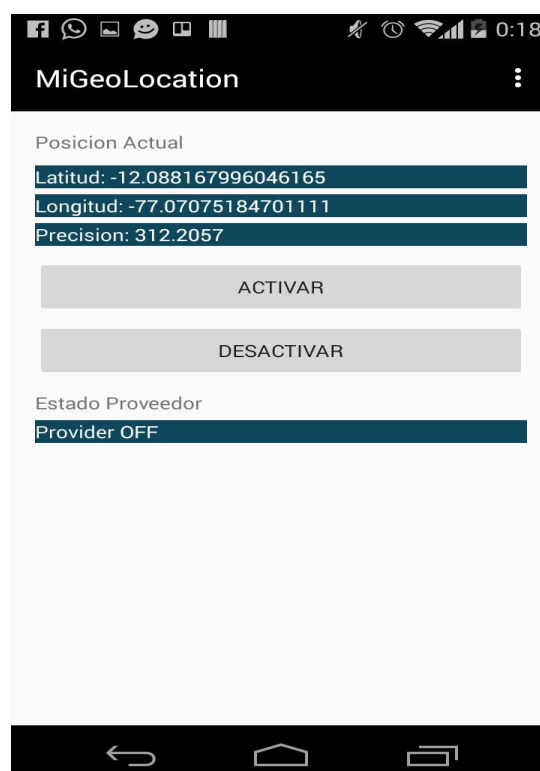 0:18
MiGeoLocation
Posicion Actual
Latitud: -12.088167996046165
Longitud: -77.07075184701111
Precision: 312.2057
ACTIVAR
DESACTIVAR
Estado Proveedor
Provider OFF